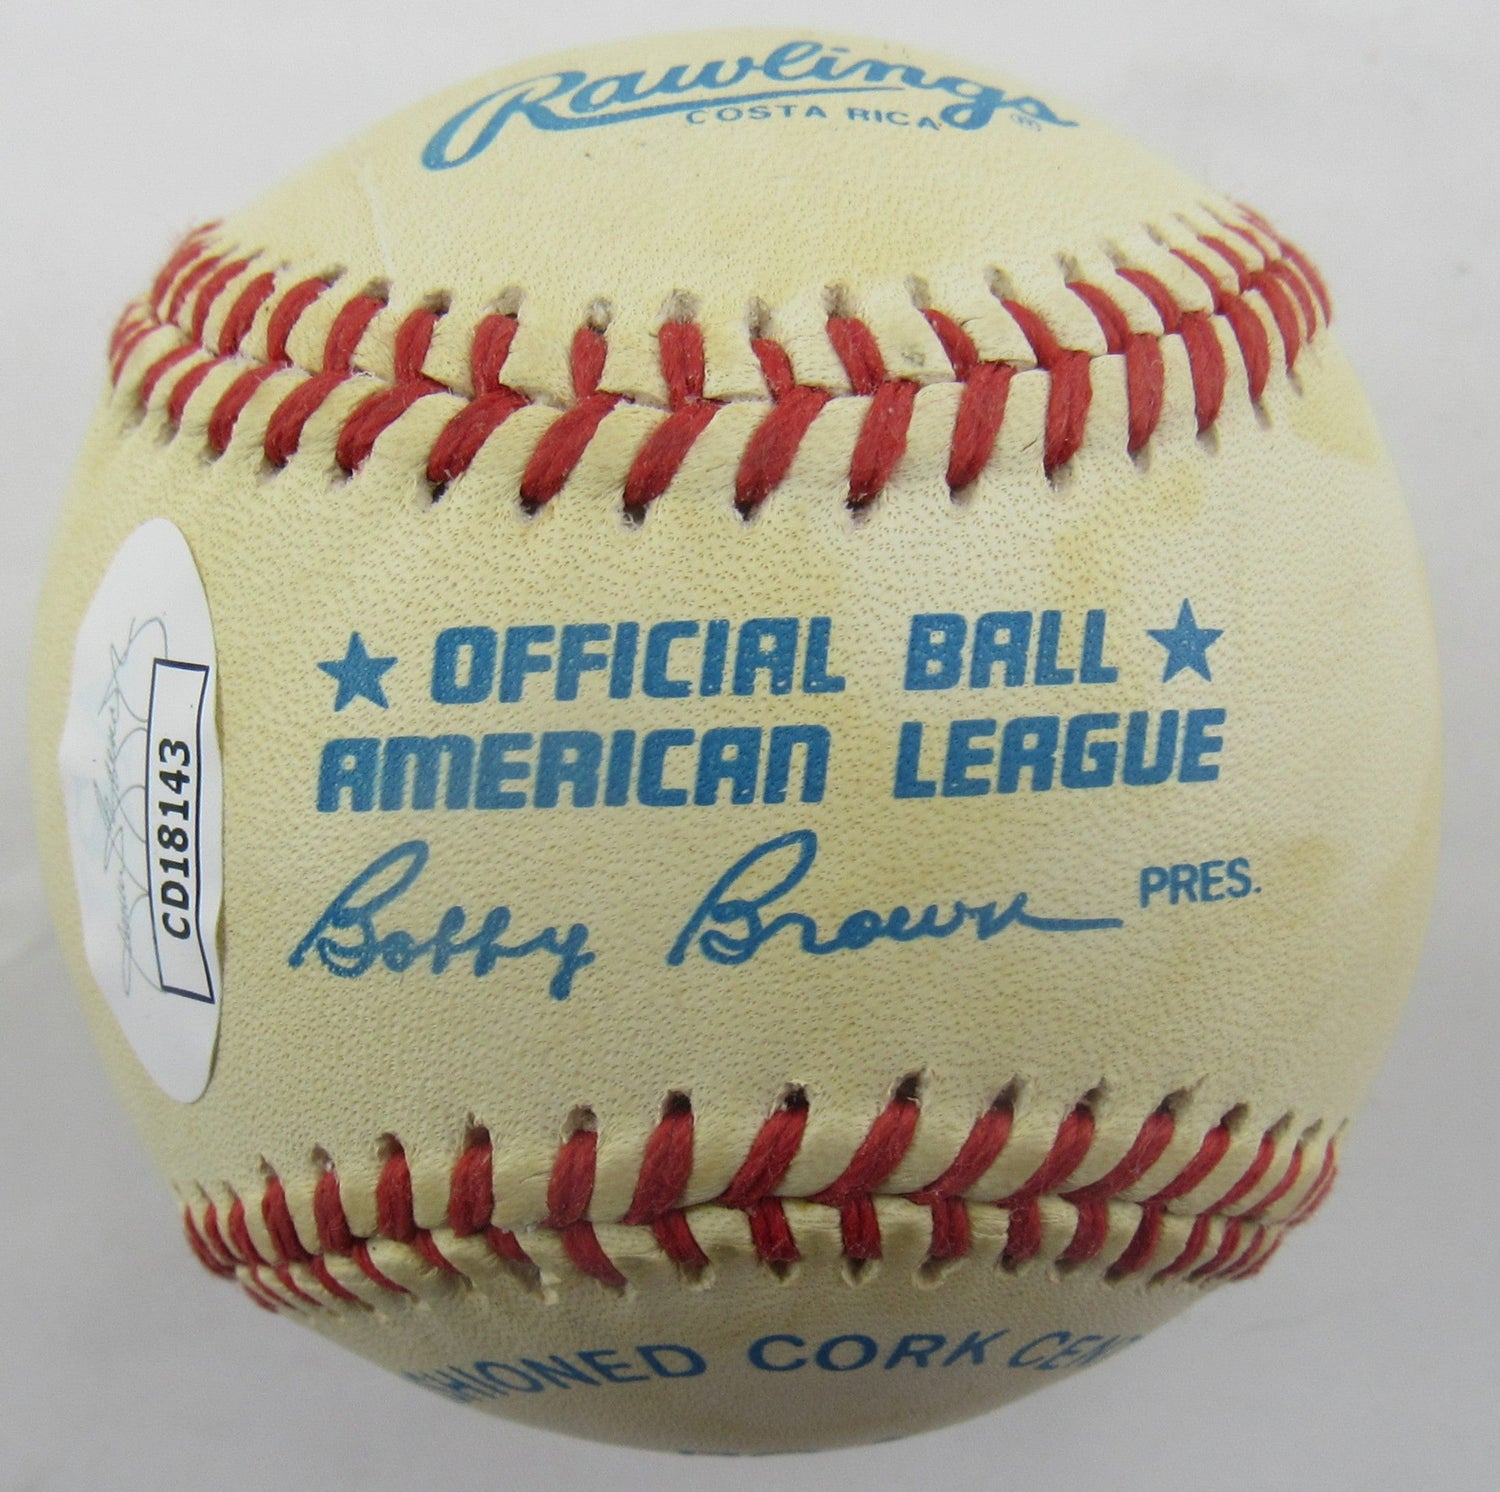 Rawlings ®
COSTA RICA
★ OFFICIAL BALL ★
AMERICAN LEAGUE
Bobby Brown PRES.
CD18143
CORK